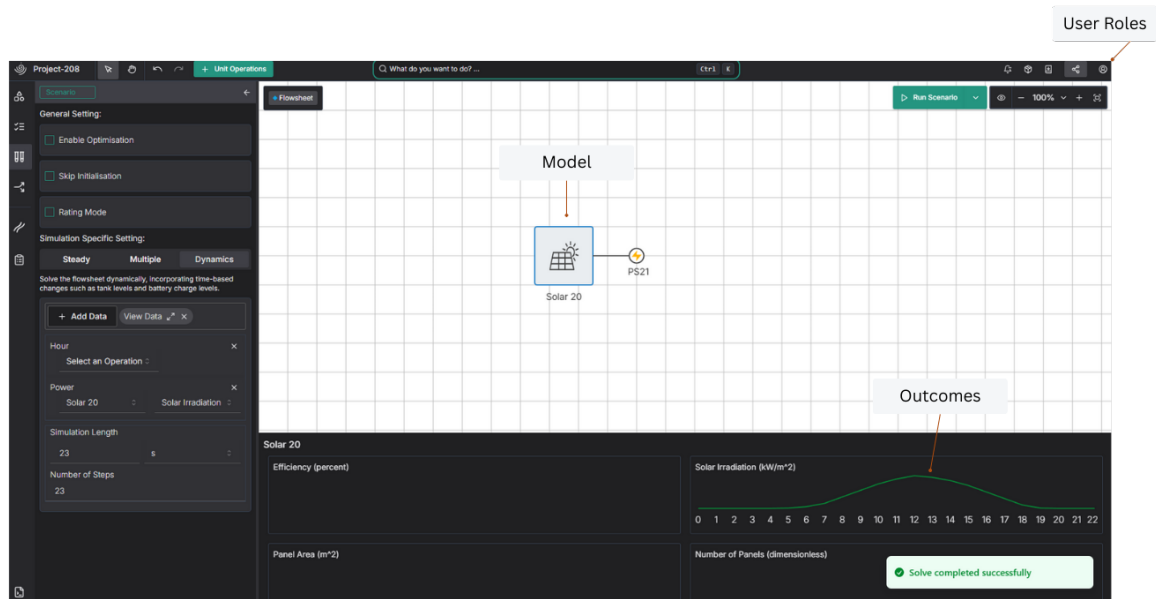 User Roles
Project-208
+ Unit Operations
What do you want to do? ...
Ctrl K
Scenario
General Setting:
Enable Optimisation
Skip Initialisation
Rating Mode
Simulation Specific Setting:
Steady Multiple Dynamics
Solve the flowsheet dynamically, incorporating time-based
changes such as tank levels and battery charge levels.
+ Add Data View Data ×
Hour ×
Select an Operation
Power ×
Solar 20 Solar Irradiation
Simulation Length
23 s
Number of Steps
23
Flowsheet
Run Scenario
− 100% +
Model
PS21
Solar 20
Outcomes
Solar 20
Efficiency (percent)
Solar Irradiation (kW/m^2)
0 1 2 3 4 5 6 7 8 9 10 11 12 13 14 15 16 17 18 19 20 21 22
Panel Area (m^2)
Number of Panels (dimensionless)
Solve completed successfully